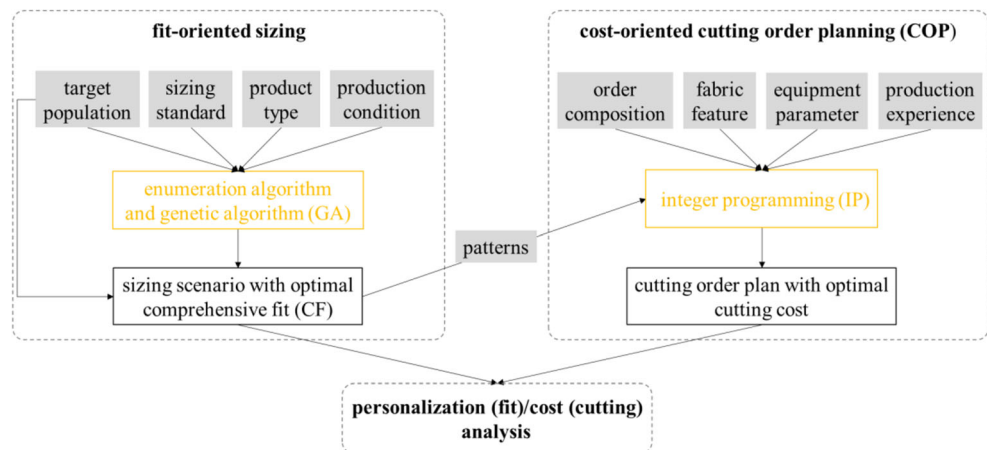 fit-oriented sizing
target
population
sizing
standard
product
type
production
condition
enumeration algorithm
and genetic algorithm (GA)
sizing scenario with optimal
comprehensive fit (CF)
patterns
cost-oriented cutting order planning (COP)
order
composition
fabric
feature
equipment
parameter
production
experience
integer programming (IP)
cutting order plan with optimal
cutting cost
personalization (fit)/cost (cutting)
analysis